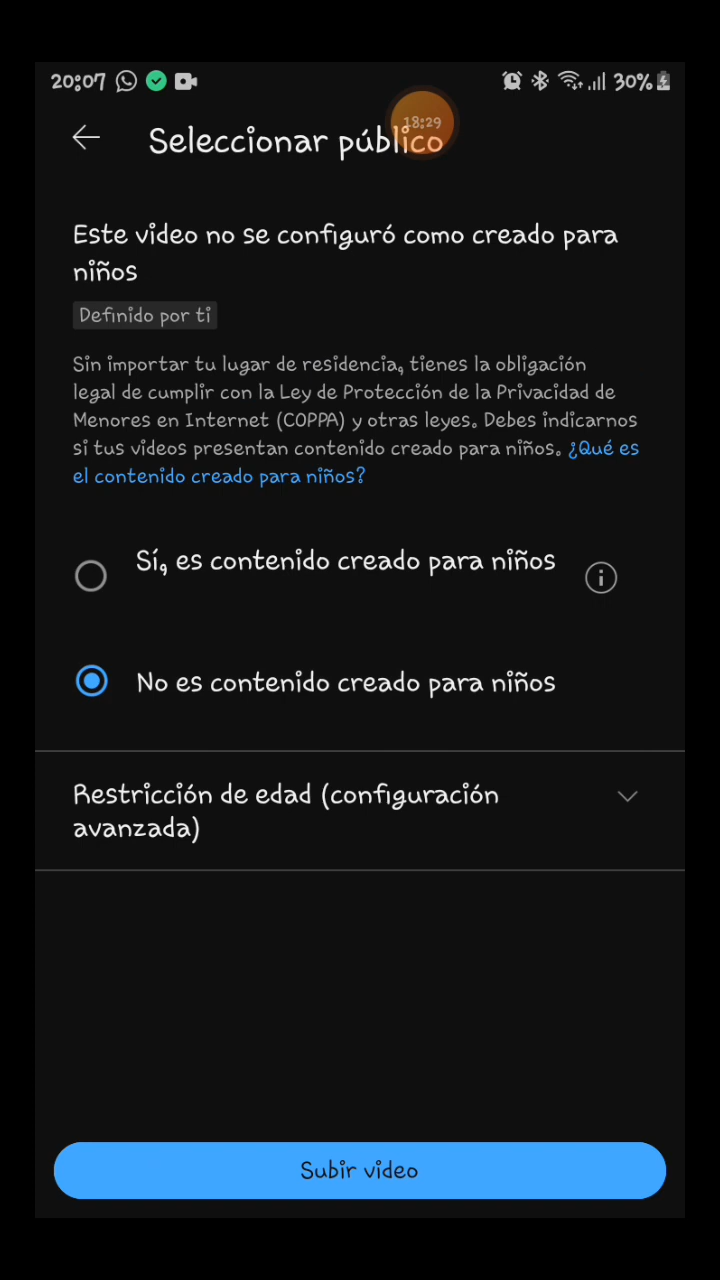 20:07
30%
18:29
Seleccionar público
Este video no se configuró como creado para
niños
Definido por ti
Sin importar tu lugar de residencia, tienes la obligación
legal de cumplir con la Ley de Protección de la Privacidad de
Menores en Internet (COPPA) y otras leyes. Debes indicarnos
si tus videos presentan contenido creado para niños. ¿Qué es
el contenido creado para niños?
Sí, es contenido creado para niños
No es contenido creado para niños
Restricción de edad (configuración
avanzada)
Subir video